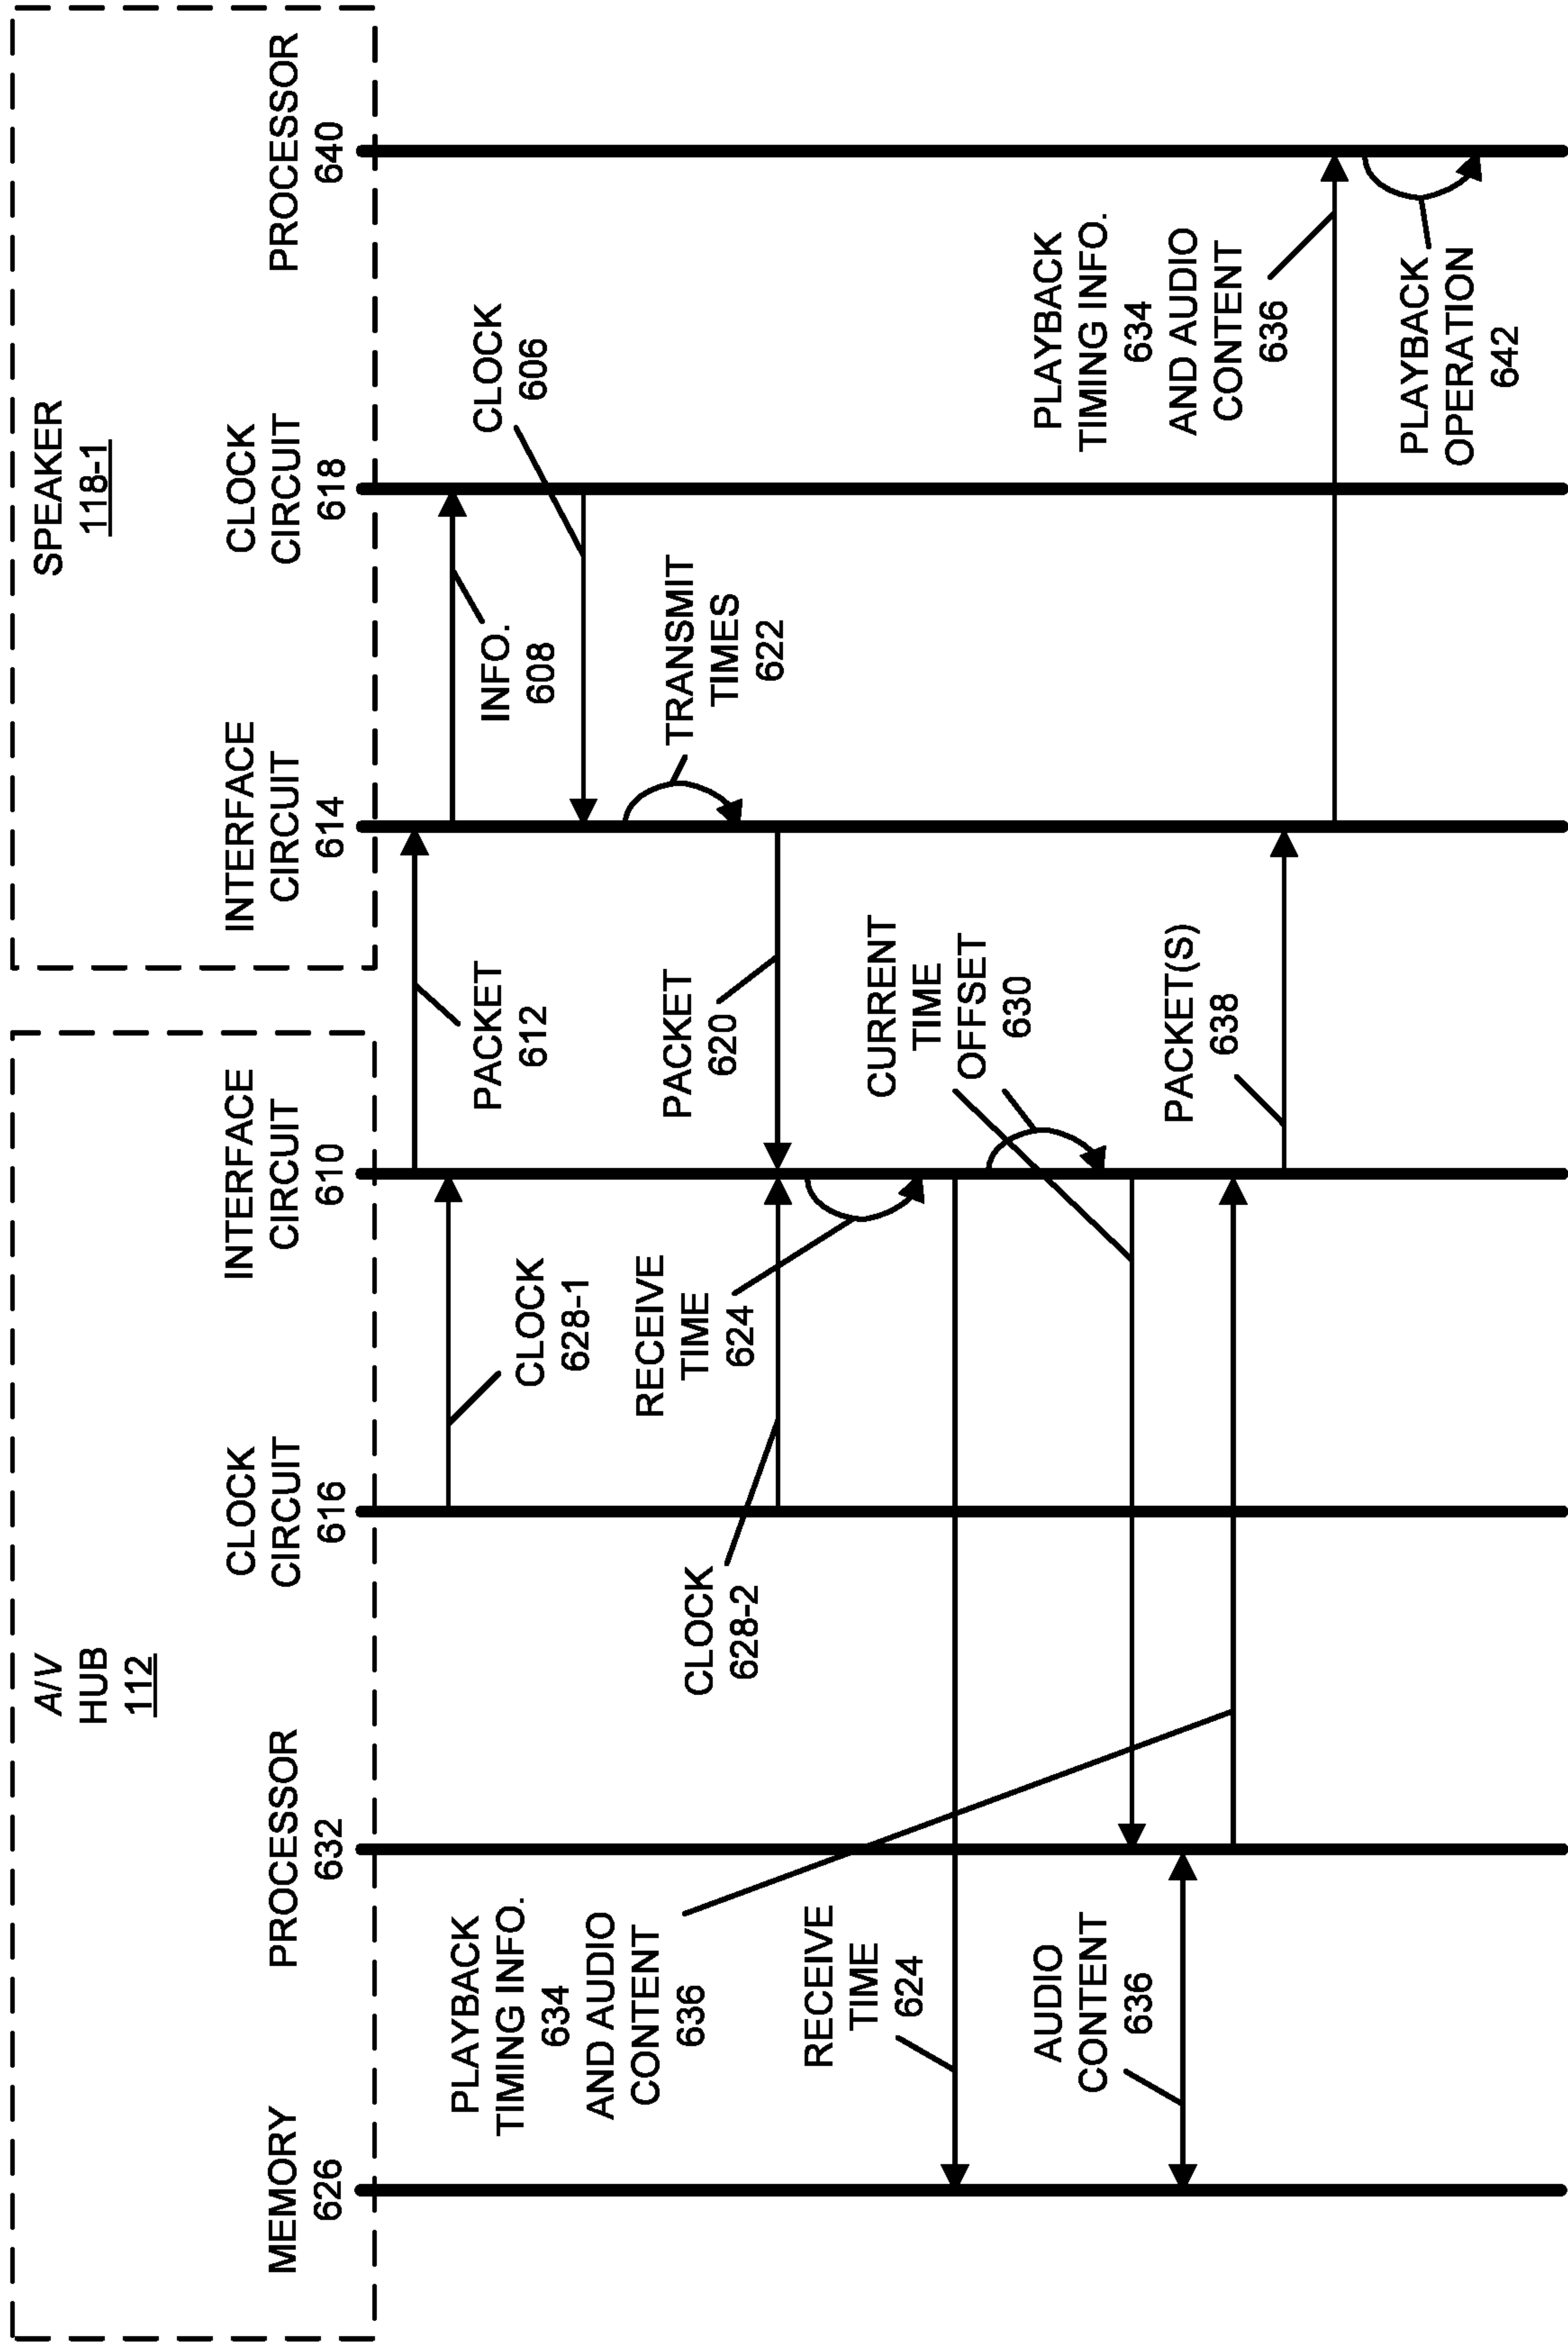 A/V
HUB
112
SPEAKER
118-1
MEMORY
626
PROCESSOR
632
CLOCK
CIRCUIT
616
INTERFACE
CIRCUIT
610
INTERFACE
CIRCUIT
614
CLOCK
CIRCUIT
618
PROCESSOR
640
PACKET
612
CLOCK
628-1
INFO.
608
CLOCK
606
TRANSMIT
TIMES
622
PACKET
620
CLOCK
628-2
RECEIVE
TIME
624
RECEIVE
TIME
624
CURRENT
TIME
OFFSET
630
AUDIO
CONTENT
636
PLAYBACK
TIMING INFO.
634
AND AUDIO
CONTENT
636
PACKET(S)
638
PLAYBACK
TIMING INFO.
634
AND AUDIO
CONTENT
636
PLAYBACK
OPERATION
642